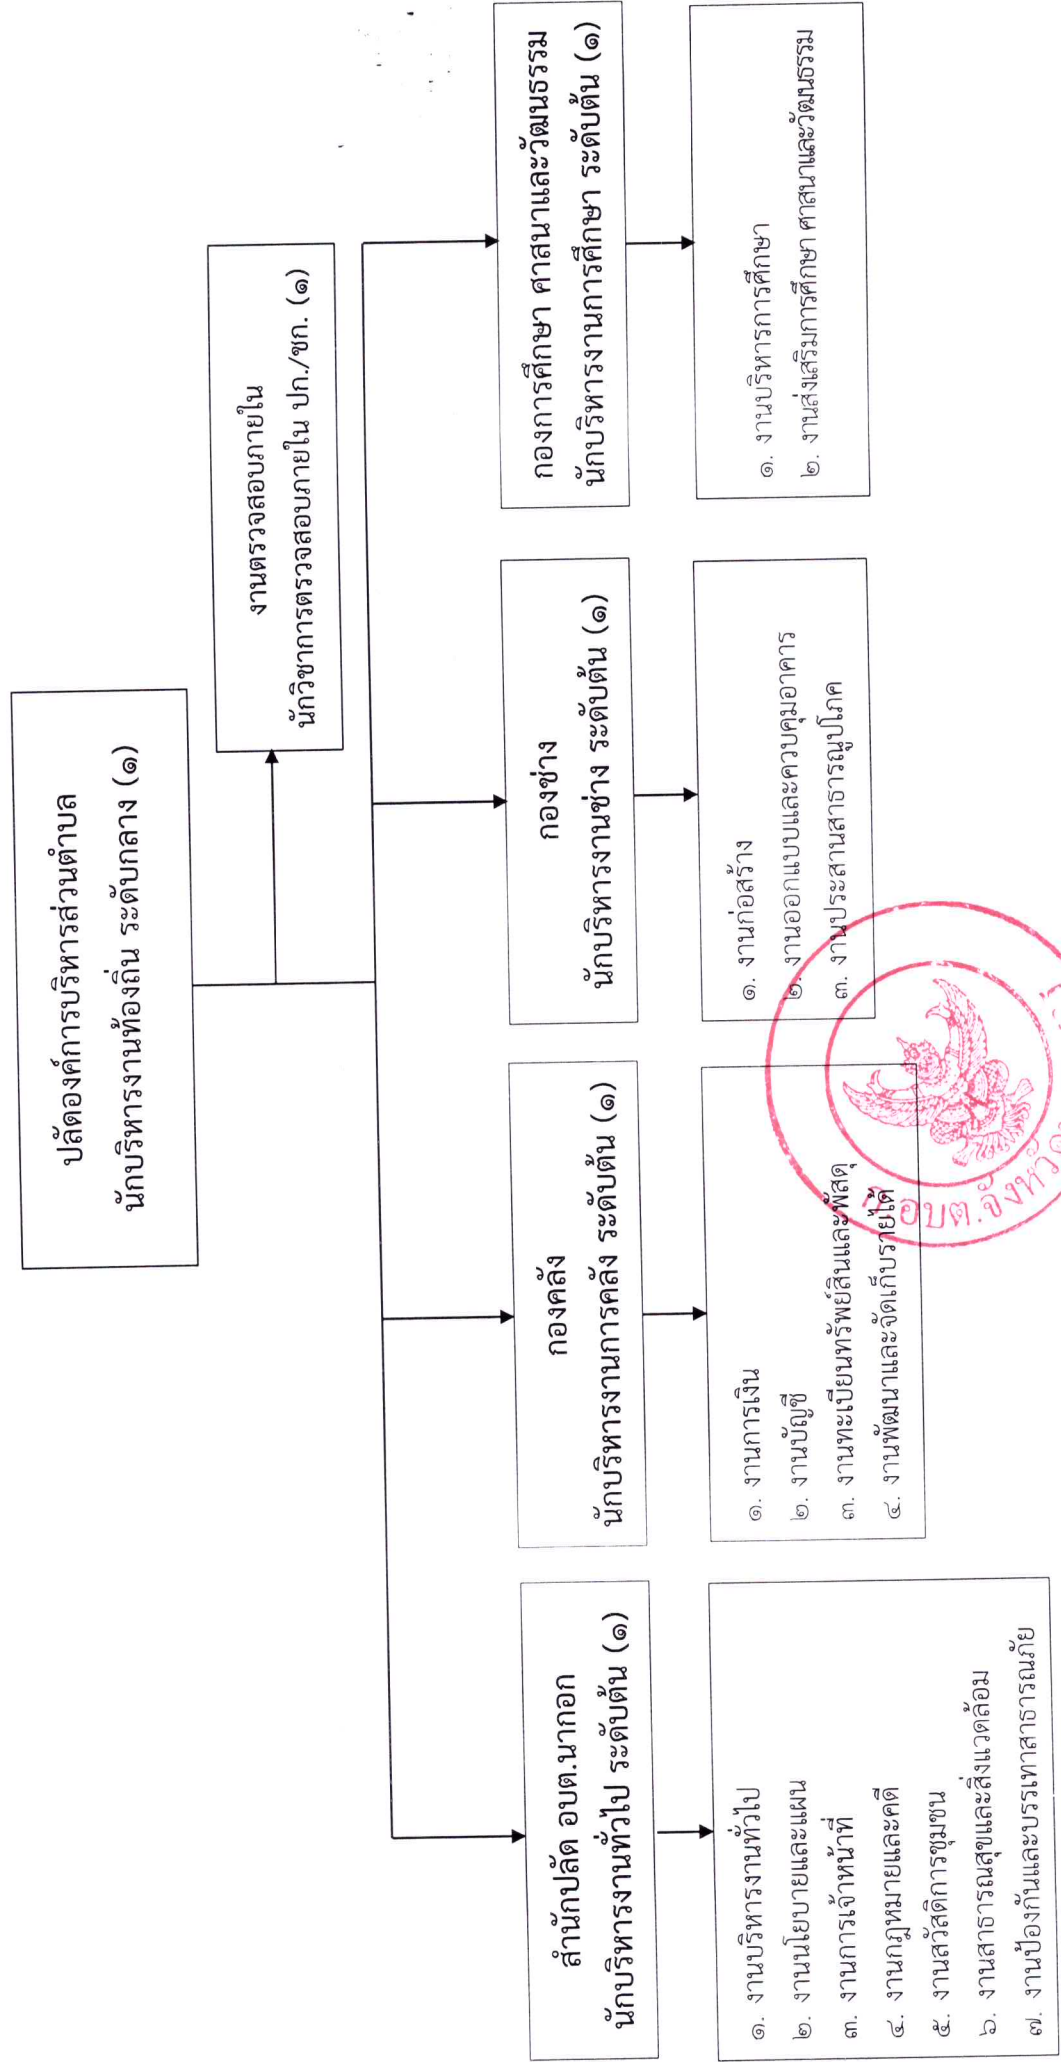 ปลัดองค์การบริหารส่วนตำบล
นักบริหารงานท้องถิ่น ระดับกลาง (๑)
งานตรวจสอบภายใน
นักวิชาการตรวจสอบภายใน ปก./ชก. (๑)
สำนักปลัด อบต.นากอก
นักบริหารงานทั่วไป ระดับต้น (๑)
๑. งานบริหารงานทั่วไป
๒. งานนโยบายและแผน
๓. งานการเจ้าหน้าที่
๔. งานกฎหมายและคดี
๕. งานสวัสดิการชุมชน
๖. งานสาธารณสุขและสิ่งแวดล้อม
๗. งานป้องกันและบรรเทาสาธารณภัย
กองคลัง
นักบริหารงานการคลัง ระดับต้น (๑)
๑. งานการเงิน
๒. งานบัญชี
๓. งานทะเบียนทรัพย์สินและพัสดุ
๔. งานพัฒนาและจัดเก็บรายได้
กองช่าง
นักบริหารงานช่าง ระดับต้น (๑)
๑. งานก่อสร้าง
๒. งานออกแบบและควบคุมอาคาร
๓. งานประสานสาธารณูปโภค
กองการศึกษา ศาสนาและวัฒนธรรม
นักบริหารงานการศึกษา ระดับต้น (๑)
๑. งานบริหารการศึกษา
๒. งานส่งเสริมการศึกษา ศาสนาและวัฒนธรรม
ก.อบต.จังหวัด